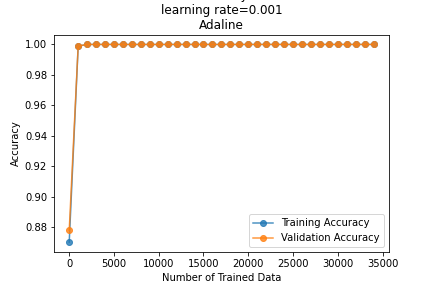 learning rate=0.001
Adaline
1.00
0.98
0.96
0.94
0.92
0.90
0.88
Accuracy
Training Accuracy
Validation Accuracy
0 5000 10000 15000 20000 25000 30000 35000
Number of Trained Data